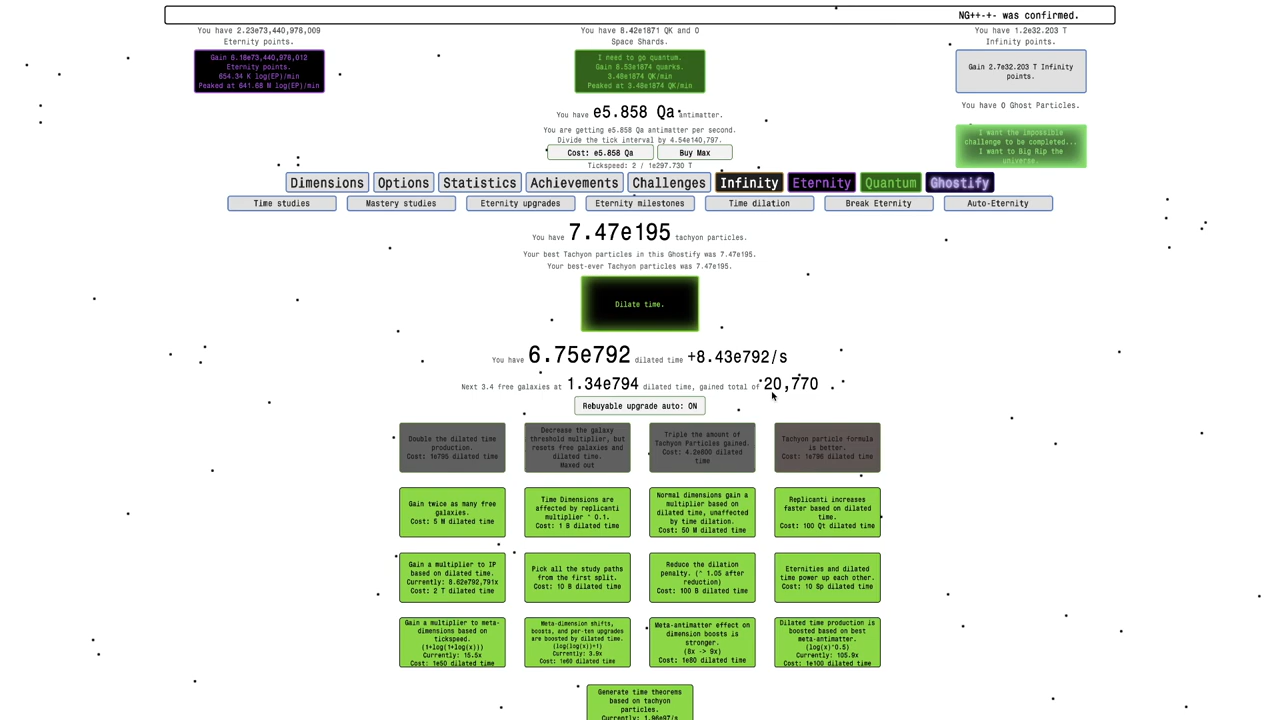 NG++-+- was confirmed.
You have 2.23e73,440,978,009
Eternity points.
Gain 6.18e73,440,978,012
Eternity points.
654.34 K log(EP)/min
Peaked at 641.68 M log(EP)/min
You have 8.42e1871 QK and 0
Space Shards.
I need to go quantum.
Gain 8.53e1874 quarks.
3.48e1874 QK/min
Peaked at 3.48e1874 QK/min
You have 1.2e32.203 T
Infinity points.
Gain 2.7e32.203 T Infinity
points.
You have 0 Ghost Particles.
I want the impossible
challenge to be completed...
I want to Big Rip the
universe.
You have e5.858 Qa antimatter.
You are getting e5.858 Qa antimatter per second.
Divide the tick interval by 4.54e140,797.
Cost: e5.858 Qa Buy Max
Tickspeed: 2 / 1e297.730 T
Dimensions Options Statistics Achievements Challenges Infinity Eternity Quantum Ghostify
Time studies Mastery studies Eternity upgrades Eternity milestones Time dilation Break Eternity Auto-Eternity
You have 7.47e195 tachyon particles.
Your best Tachyon particles in this Ghostify was 7.47e195.
Your best-ever Tachyon particles was 7.47e195.
Dilate time.
You have 6.75e792 dilated time +8.43e792/s
Next 3.4 free galaxies at 1.34e794 dilated time, gained total of 20,770 .
Rebuyable upgrade auto: ON
Double the dilated time
production.
Cost: 1e795 dilated time
Decrease the galaxy
threshold multiplier, but
resets free galaxies and
dilated time.
Maxed out
Triple the amount of
Tachyon Particles gained.
Cost: 4.2e800 dilated
time
Tachyon particle formula
is better.
Cost: 1e796 dilated time
Gain twice as many free
galaxies.
Cost: 5 M dilated time
Time Dimensions are
affected by replicanti
multiplier ^ 0.1.
Cost: 1 B dilated time
Normal dimensions gain a
multiplier based on
dilated time, unaffected
by time dilation.
Cost: 50 M dilated time
Replicanti increases
faster based on dilated
time.
Cost: 100 Qt dilated time
Gain a multiplier to IP
based on dilated time.
Currently: 8.62e792,791x
Cost: 2 T dilated time
Pick all the study paths
from the first split.
Cost: 10 B dilated time
Reduce the dilation
penalty. (^ 1.05 after
reduction)
Cost: 100 B dilated time
Eternities and dilated
time power up each other.
Cost: 10 Sp dilated time
Gain a multiplier to meta-
dimensions based on
tickspeed.
(1+log(1+log(x)))
Currently: 15.5x
Cost: 1e50 dilated time
Meta-dimension shifts,
boosts, and per-ten upgrades
are boosted by dilated time.
(log(log(x))+1)
Currently: 3.9x
Cost: 1e60 dilated time
Meta-antimatter effect on
dimension boosts is
stronger.
(8x -> 9x)
Cost: 1e80 dilated time
Dilated time production is
boosted based on best
meta-antimatter.
(log(x)^0.5)
Currently: 105.9x
Cost: 1e100 dilated time
Generate time theorems
based on tachyon
particles.
Currently: 1.96e97/s